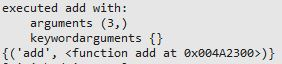 executed add with:
    arguments (3,)
    keywordarguments {}
{('add', <function add at 0x004A2300>)}